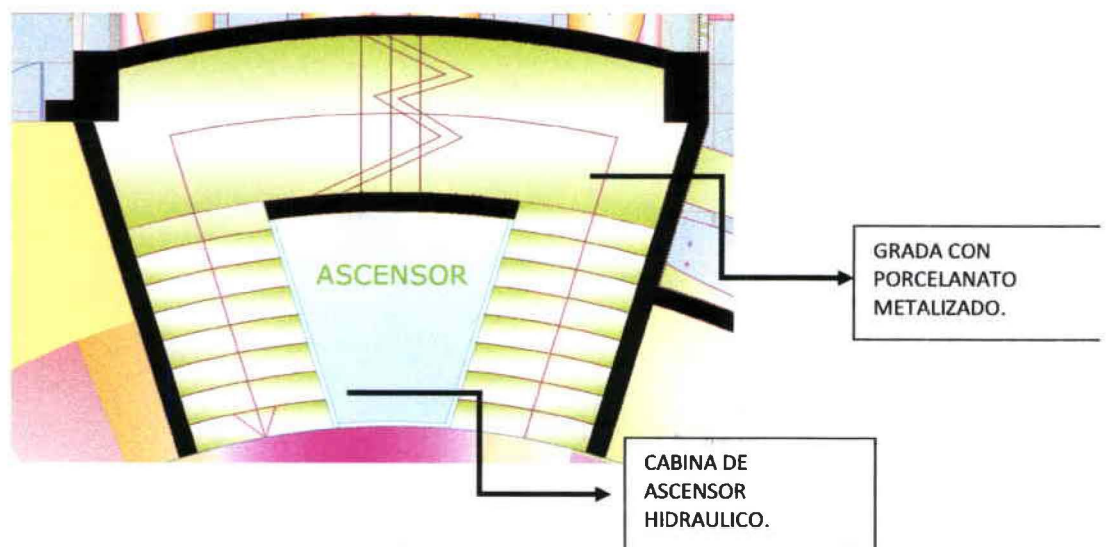 ASCENSOR
GRADA CON
PORCELANATO
METALIZADO.
CABINA DE
ASCENSOR
HIDRAULICO.